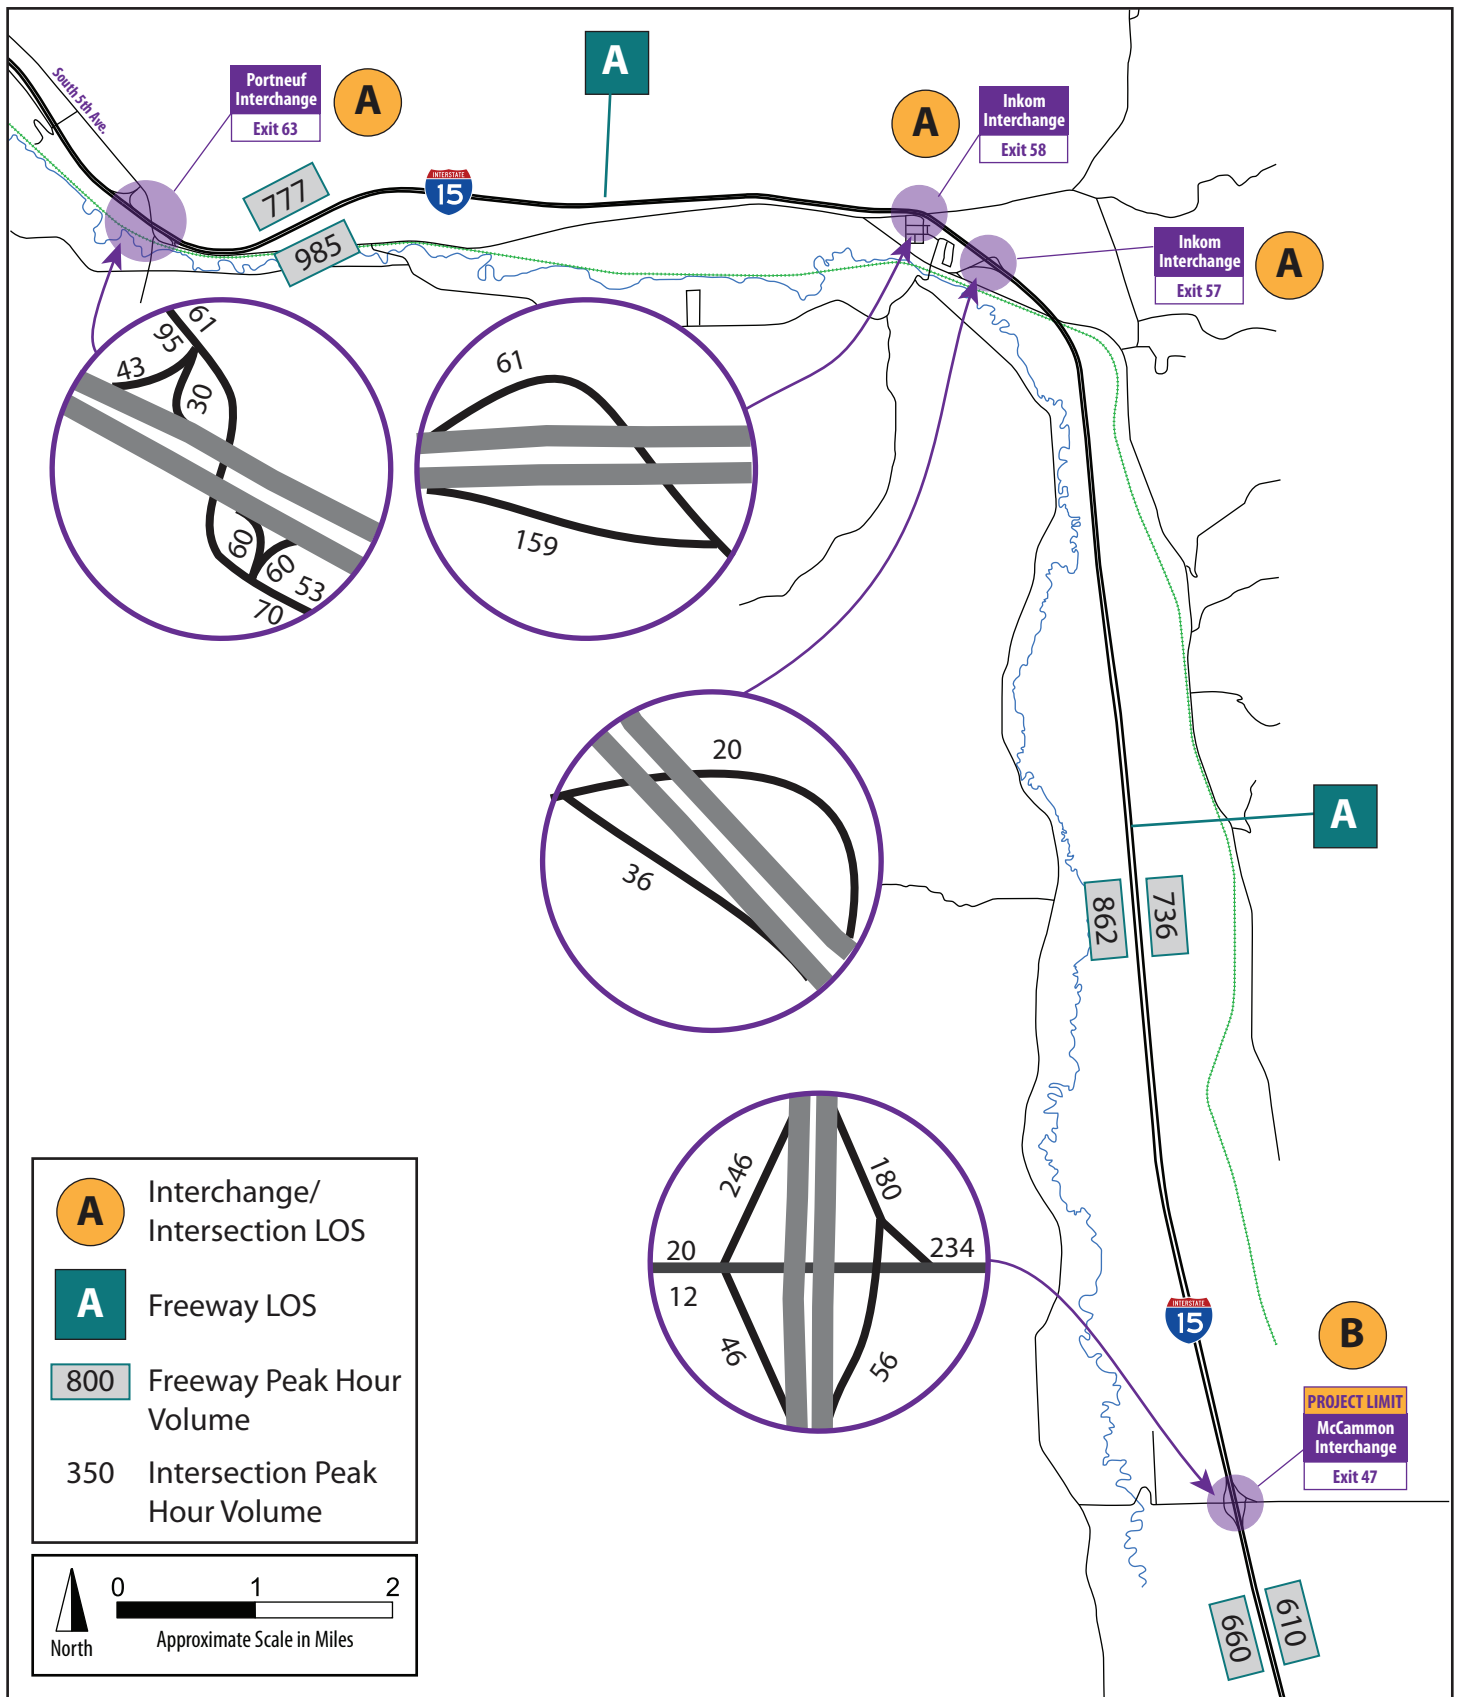 A
Portneuf
Interchange
Exit 63
A
South 5th Ave.
A
Inkom
Interchange
Exit 58
777
INTERSTATE
15
985
Inkom
Interchange
Exit 57
A
61
95
43
30
60
60
53
70
61
159
20
36
A
862
736
246
180
20
234
12
46
56
INTERSTATE
15
B
PROJECT LIMIT
McCammon
Interchange
Exit 47
660
610
A
Interchange/
Intersection LOS
A
Freeway LOS
800
Freeway Peak Hour
Volume
350
Intersection Peak
Hour Volume
0 1 2
North
Approximate Scale in Miles